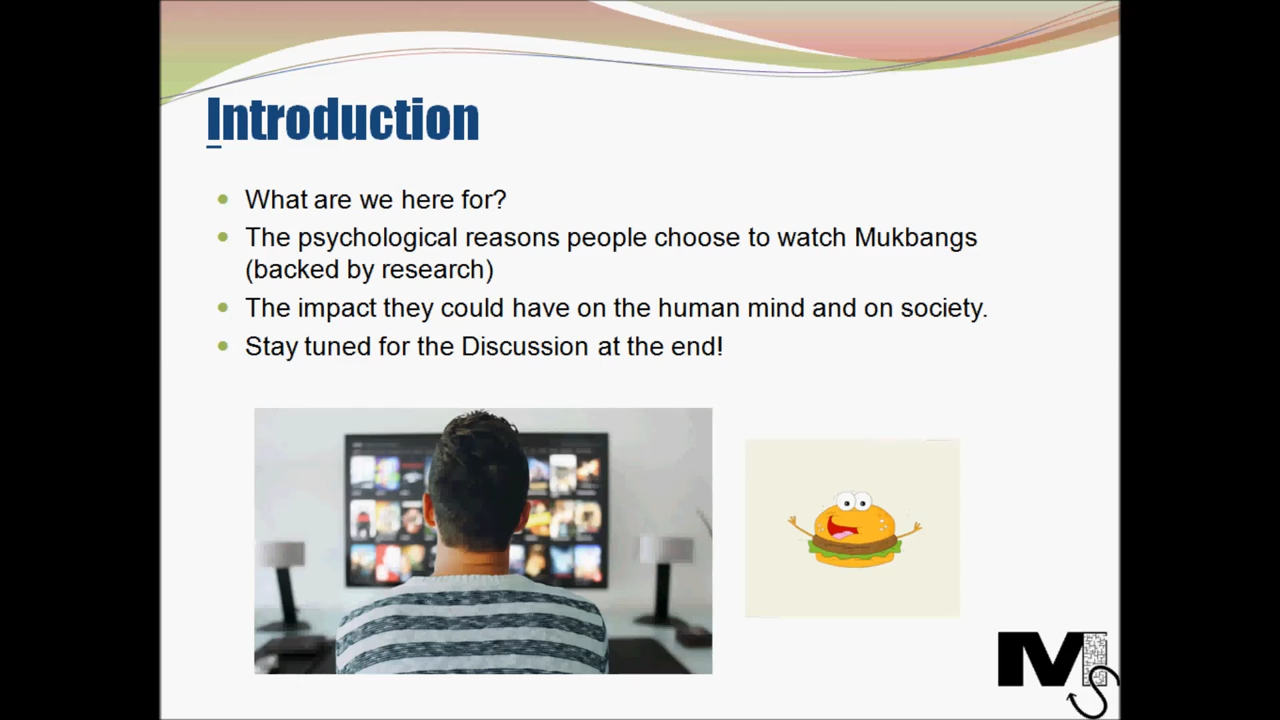 Introduction
What are we here for?
The psychological reasons people choose to watch Mukbangs
(backed by research)
The impact they could have on the human mind and on society.
Stay tuned for the Discussion at the end!
MIS